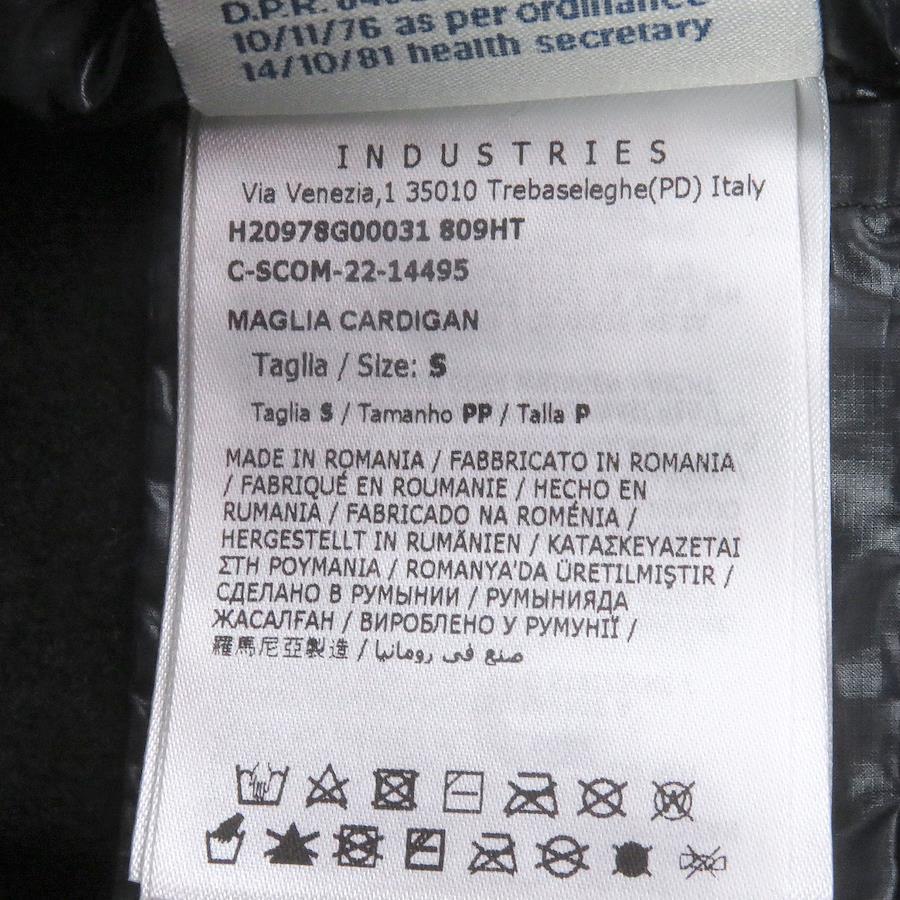 D.P.R.
10/11/76 as per ordinance
14/10/81 health secretary
INDUSTRIES
Via Venezia,1 35010 Trebaseleghe(PD) Italy
H20978G00031 809HT
C-SCOM-22-14495
MAGLIA CARDIGAN
Taglia / Size: S
Taglia S / Tamanho PP / Talla P
MADE IN ROMANIA / FABBRICATO IN ROMANIA
/ FABRIQUÉ EN ROUMANIE / HECHO EN
RUMANIA / FABRICADO NA ROMÉNIA /
HERGESTELLT IN RUMÄNIEN / ΚΑΤΑΣΚΕΥΑΖΕΤΑΙ
ΣΤΗ ΡΟΥΜΑΝΙΑ / ROMANYA'DA ÜRETILMIŞTIR /
СДЕЛАНО В РУМЫНИИ / РУМЫНИЯДА
ЖАСАЛҒАН / ВИРОБЛЕНО У РУМУНІЇ /
羅馬尼亞製造 / صنع في رومانيا